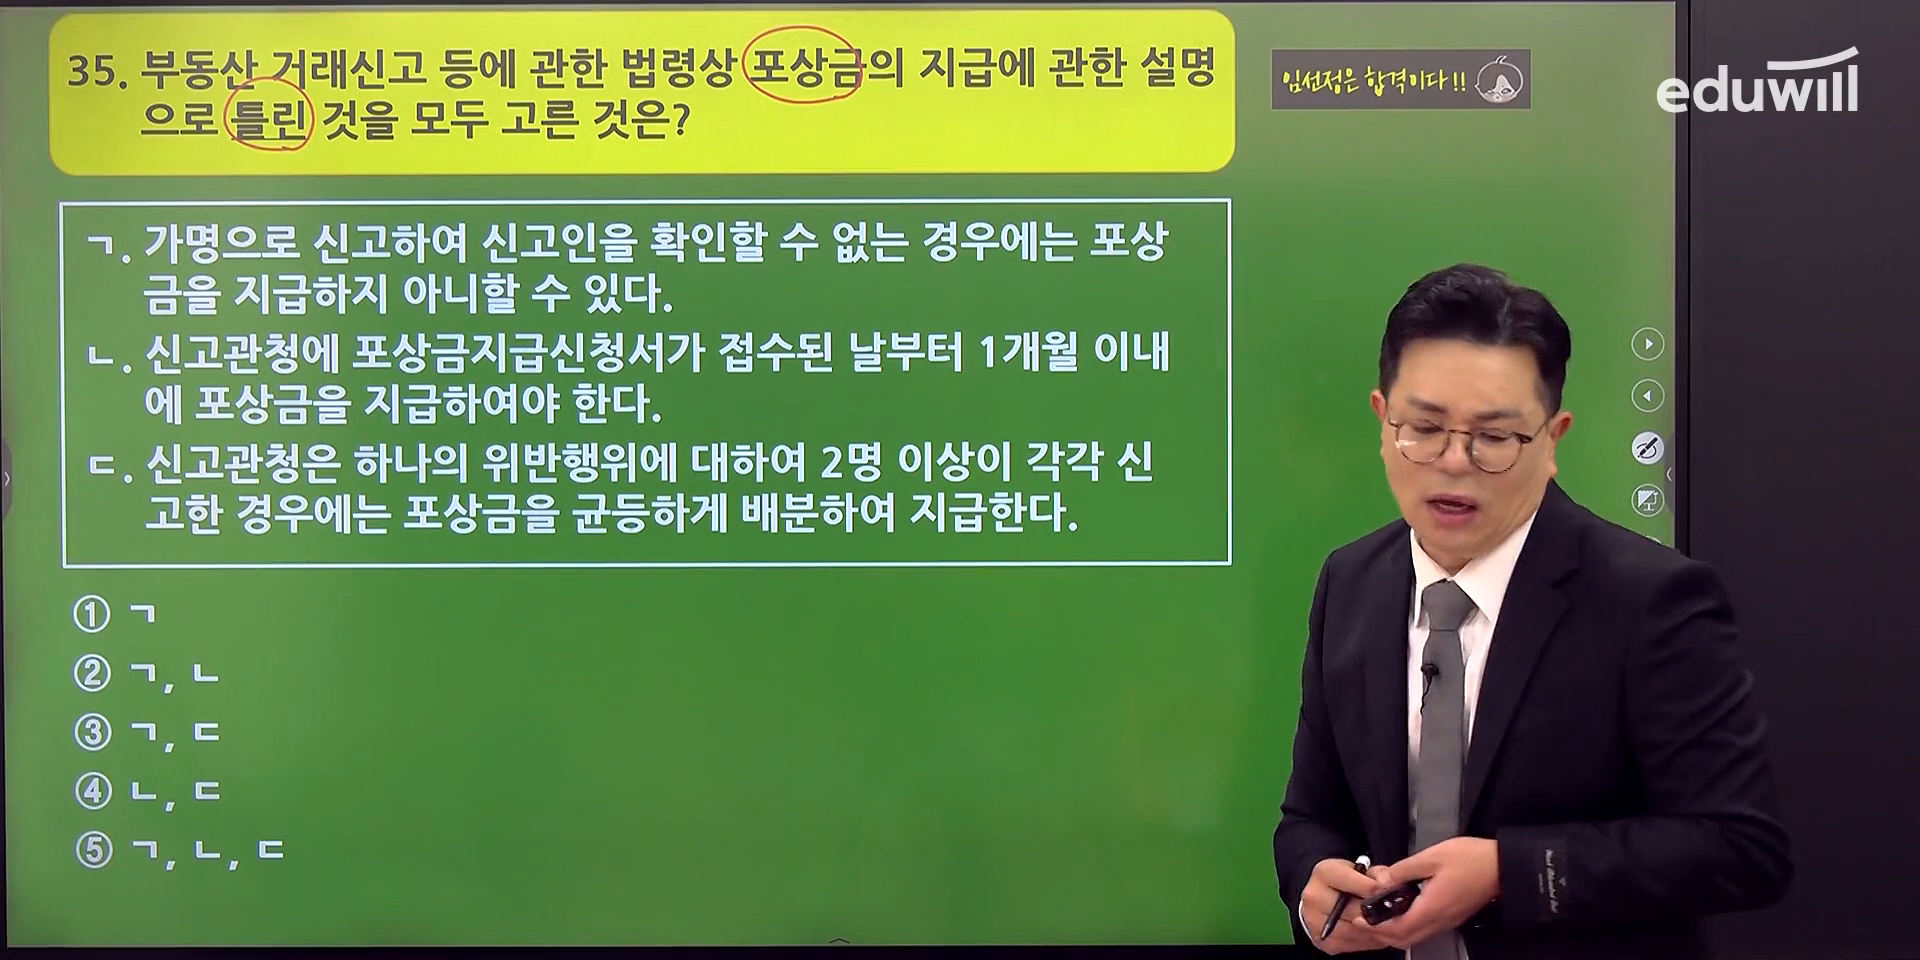 35. 부동산 거래신고 등에 관한 법령상 포상금의 지급에 관한 설명
으로 틀린 것을 모두 고른 것은?
임선정은 합격이다!!
eduwill
ㄱ. 가명으로 신고하여 신고인을 확인할 수 없는 경우에는 포상
금을 지급하지 아니할 수 있다.
ㄴ. 신고관청에 포상금지급신청서가 접수된 날부터 1개월 이내
에 포상금을 지급하여야 한다.
ㄷ. 신고관청은 하나의 위반행위에 대하여 2명 이상이 각각 신
고한 경우에는 포상금을 균등하게 배분하여 지급한다.
① ㄱ
② ㄱ, ㄴ
③ ㄱ, ㄷ
④ ㄴ, ㄷ
⑤ ㄱ, ㄴ, ㄷ